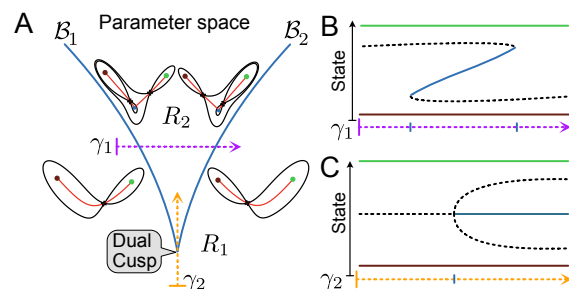 A
Parameter space
B₁
B₂
R₂
γ₁
Dual
Cusp
R₁
γ₂
B
State
γ₁
C
State
γ₂